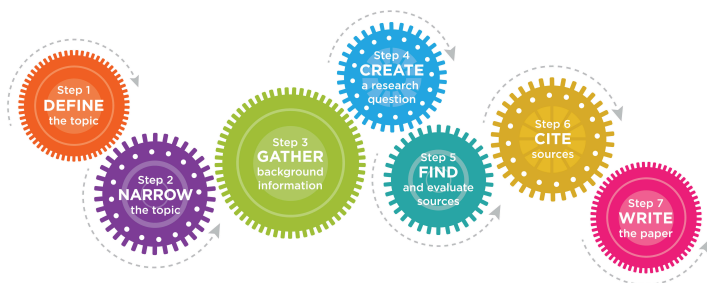 Step 1
DEFINE
the topic
Step 2
NARROW
the topic
Step 3
GATHER
background
information
Step 4
CREATE
a research
question
Step 5
FIND
and evaluate
sources
Step 6
CITE
sources
Step 7
WRITE
the paper